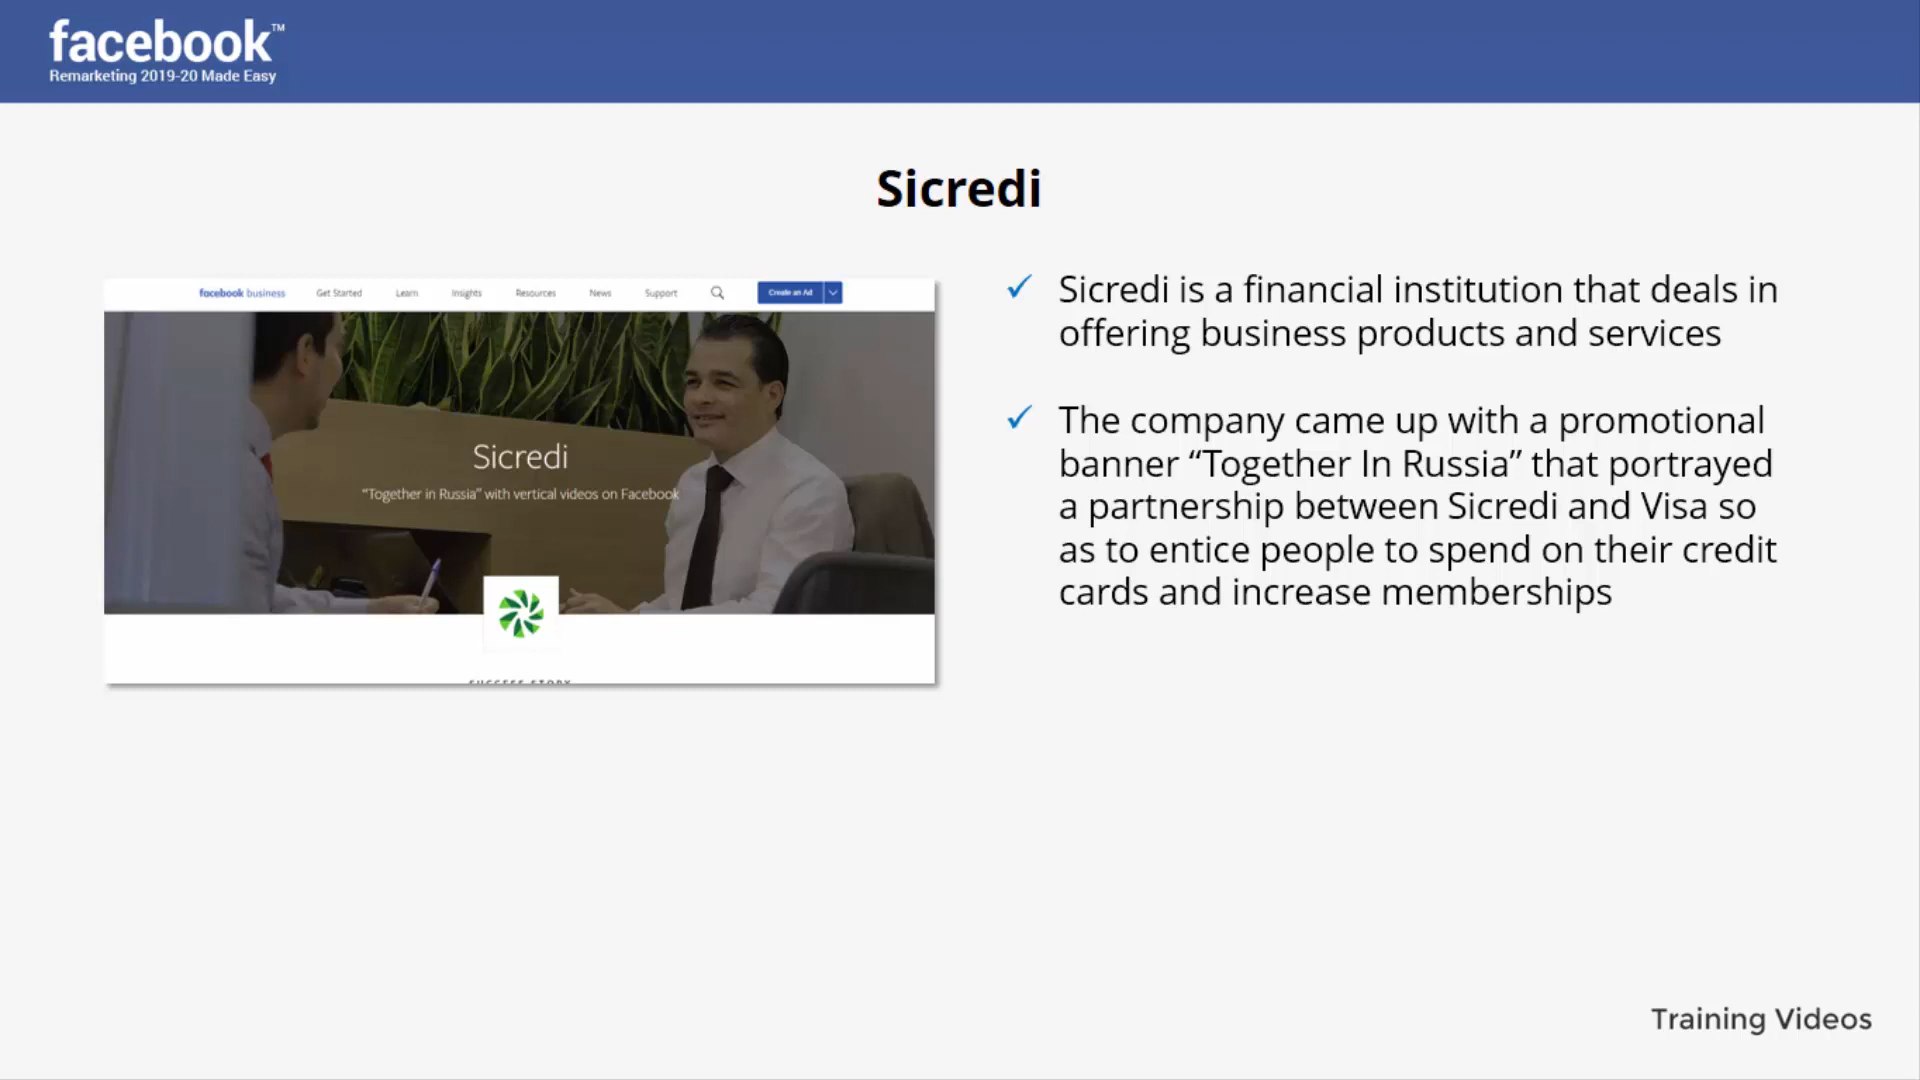 facebook™
Remarketing 2019-20 Made Easy
Sicredi
facebook business Get Started Learn Insights Resources News Support Create an Ad
Sicredi
“Together in Russia” with vertical videos on Facebook
SUCCESS STORY
Sicredi is a financial institution that deals in
offering business products and services
The company came up with a promotional
banner “Together In Russia” that portrayed
a partnership between Sicredi and Visa so
as to entice people to spend on their credit
cards and increase memberships
Training Videos